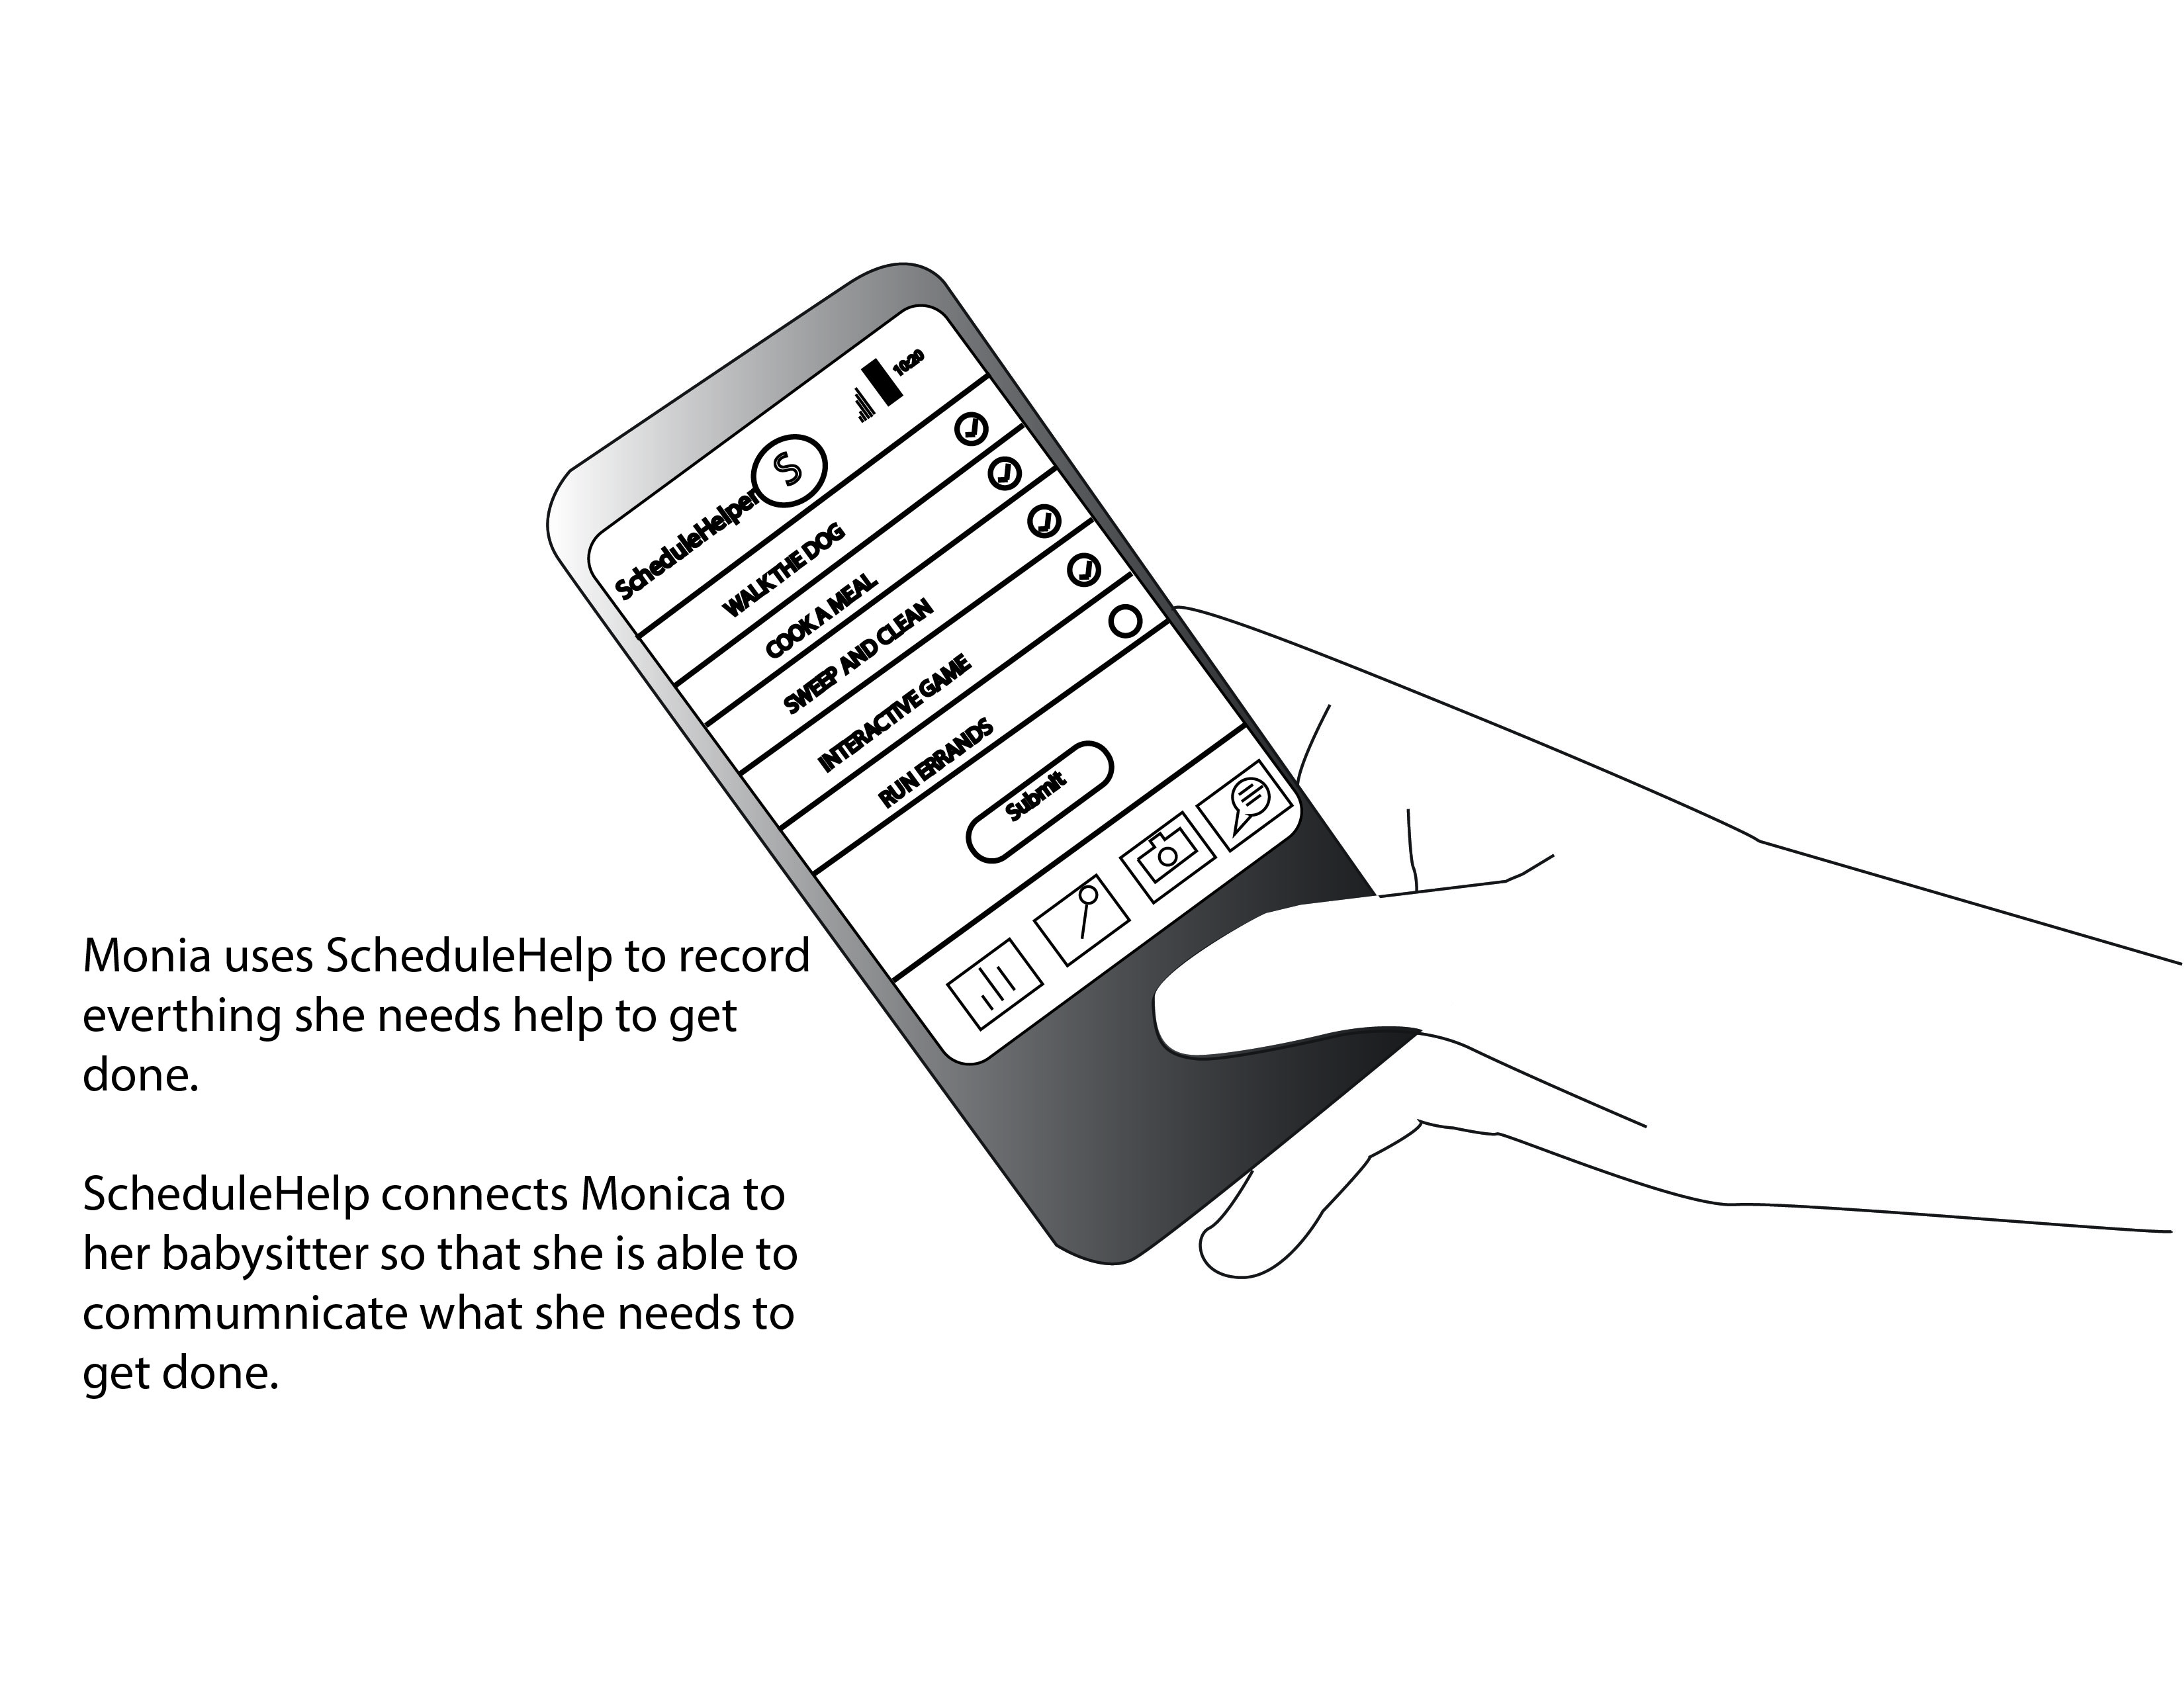 10:20
ScheduleHelper S
WALK THE DOG
COOK A MEAL
SWEEP AND CLEAN
INTERACTIVE GAME
RUN ERRANDS
Submit
Monia uses ScheduleHelp to record
everthing she needs help to get
done.
ScheduleHelp connects Monica to
her babysitter so that she is able to
commumnicate what she needs to
get done.